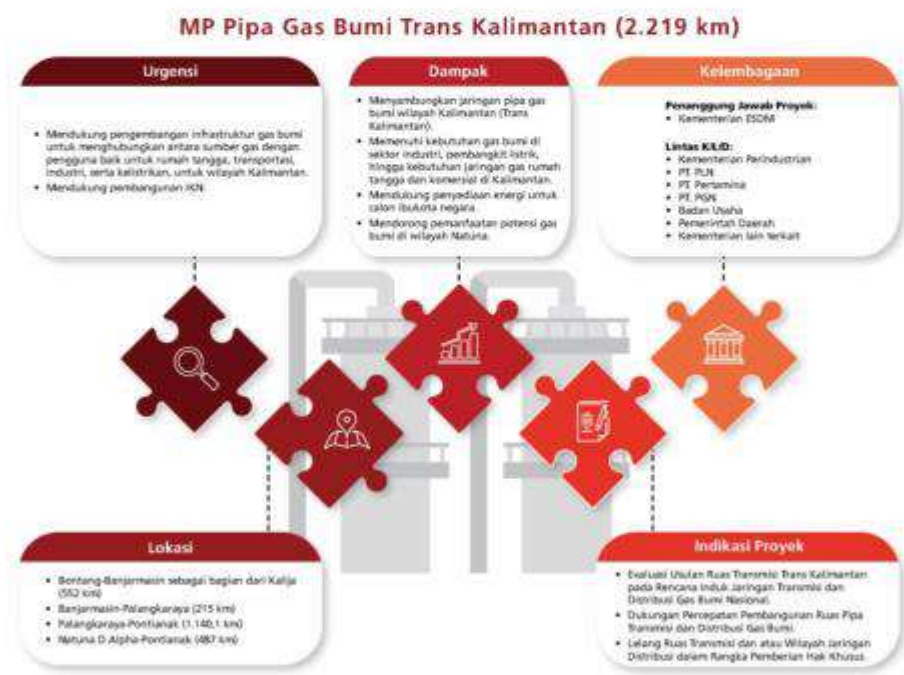 MP Pipa Gas Bumi Trans Kalimantan (2.219 km)
Urgensi
• Mendukung pengembangan infrastruktur gas bumi
untuk menghubungkan antara sumber gas dengan
pengguna baik untuk rumah tangga, transportasi,
industri, serta kelistrikan, untuk wilayah Kalimantan.
• Mendukung pembangunan IKN.
Dampak
• Menyambungkan jaringan pipa gas
bumi wilayah Kalimantan (Trans
Kalimantan).
• Memenuhi kebutuhan gas bumi di
sektor industri, pembangkit listrik,
hingga kebutuhan jaringan gas rumah
tangga dan komersial di Kalimantan.
• Mendukung penyediaan energi untuk
calon ibukota negara.
• Mendorong pemanfaatan potensi gas
bumi di wilayah Natuna.
Kelembagaan
Penanggung Jawab Proyek:
• Kementerian ESDM
Lintas K/L/D:
• Kementerian Perindustrian
• PT. PLN
• PT. Pertamina
• PT. PGN
• Badan Usaha
• Pemerintah Daerah
• Kementerian lain terkait
Lokasi
• Bontang-Banjarmasin sebagai bagian dari Kalija
(552 km)
• Banjarmasin-Palangkaraya (215 km)
• Palangkaraya-Pontianak (1.140,1 km)
• Natuna D Alpha-Pontianak (487 km)
Indikasi Proyek
• Evaluasi Usulan Ruas Transmisi Trans Kalimantan
pada Rencana Induk Jaringan Transmisi dan
Distribusi Gas Bumi Nasional.
• Dukungan Percepatan Pembangunan Ruas Pipa
Transmisi dan Distribusi Gas Bumi.
• Lelang Ruas Transmisi dan atau Wilayah Jaringan
Distribusi dalam Rangka Pemberian Hak Khusus.